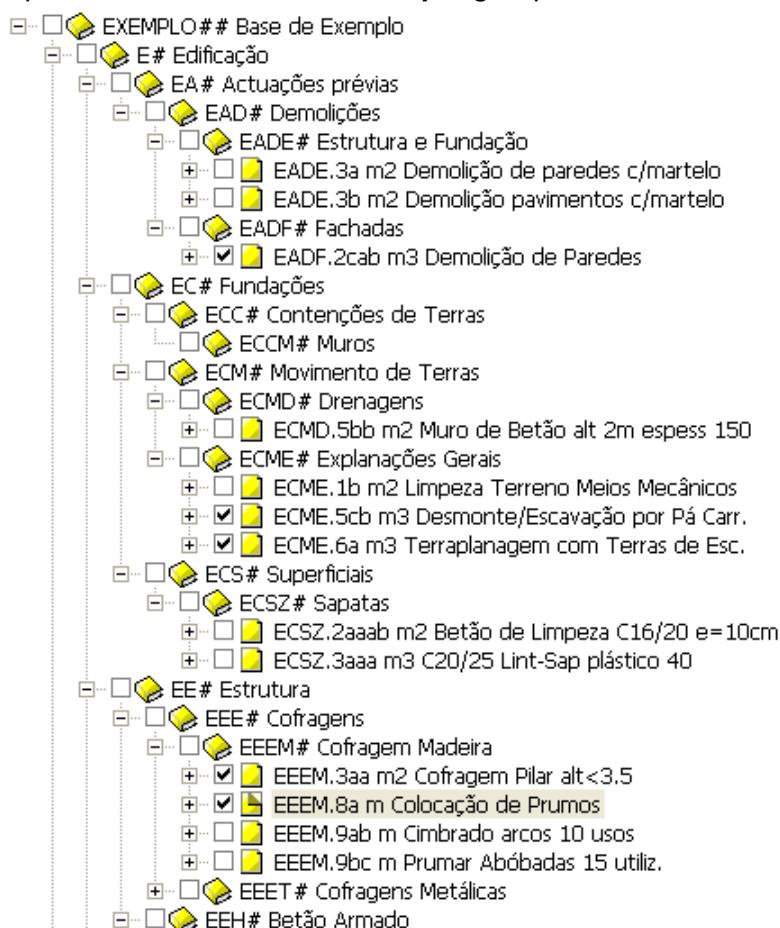 EXEMPLO## Base de Exemplo
E# Edificação
EA# Actuações prévias
EAD# Demolições
EADE# Estrutura e Fundação
EADE.3a m2 Demolição de paredes c/martelo
EADE.3b m2 Demolição pavimentos c/martelo
EADF# Fachadas
EADF.2cab m3 Demolição de Paredes
EC# Fundações
ECC# Contenções de Terras
ECCM# Muros
ECM# Movimento de Terras
ECMD# Drenagens
ECMD.5bb m2 Muro de Betão alt 2m espess 150
ECME# Explanações Gerais
ECME.1b m2 Limpeza Terreno Meios Mecânicos
ECME.5cb m3 Desmonte/Escavação por Pá Carr.
ECME.6a m3 Terraplanagem com Terras de Esc.
ECS# Superficiais
ECSZ# Sapatas
ECSZ.2aaab m2 Betão de Limpeza C16/20 e=10cm
ECSZ.3aaa m3 C20/25 Lint-Sap plástico 40
EE# Estrutura
EEE# Cofragens
EEEM# Cofragem Madeira
EEEM.3aa m2 Cofragem Pilar alt<3.5
EEEM.8a m Colocação de Prumos
EEEM.9ab m Cimbrado arcos 10 usos
EEEM.9bc m Prumar Abóbadas 15 utiliz.
EEET# Cofragens Metálicas
EEH# Betão Armado